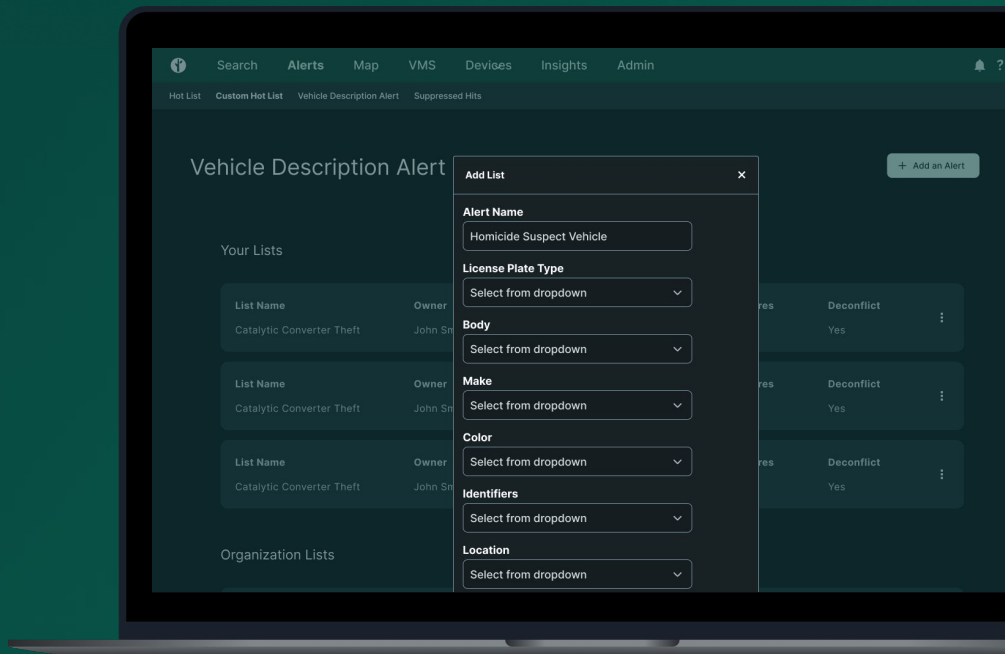 Search Alerts Map VMS Devices Insights Admin ?
Hot List Custom Hot List Vehicle Description Alert Suppressed Hits
Vehicle Description Alert
+ Add an Alert
Your Lists
List Name Owner Deconflict
Catalytic Converter Theft John Yes
List Name Owner Deconflict
Catalytic Converter Theft John Yes
List Name Owner Deconflict
Catalytic Converter Theft John Yes
Organization Lists
Add List
Alert Name
Homicide Suspect Vehicle
License Plate Type
Select from dropdown
Body
Select from dropdown
Make
Select from dropdown
Color
Select from dropdown
Identifiers
Select from dropdown
Location
Select from dropdown